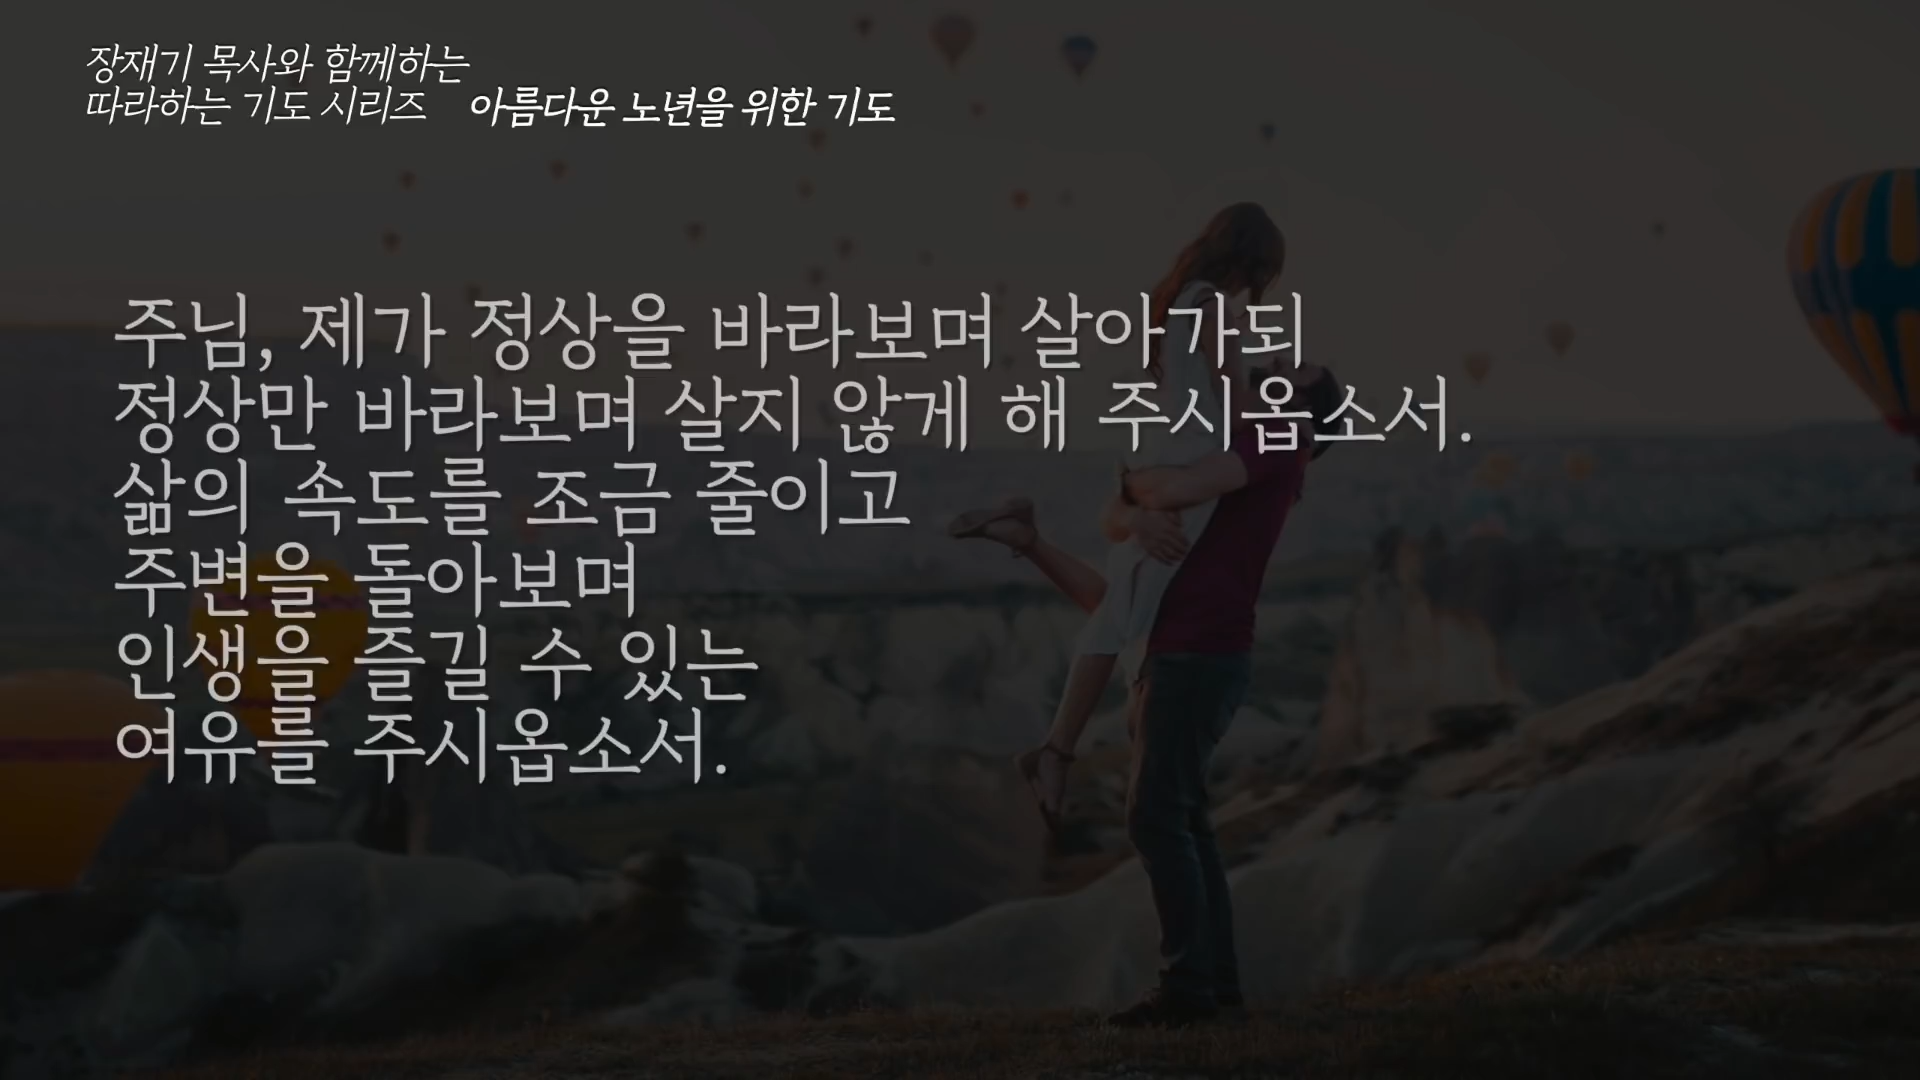 장재기 목사와 함께하는
따라하는 기도 시리즈 아름다운 노년을 위한 기도
주님, 제가 정상을 바라보며 살아가되
정상만 바라보며 살지 않게 해 주시옵소서.
삶의 속도를 조금 줄이고
주변을 돌아보며
인생을 즐길 수 있는
여유를 주시옵소서.